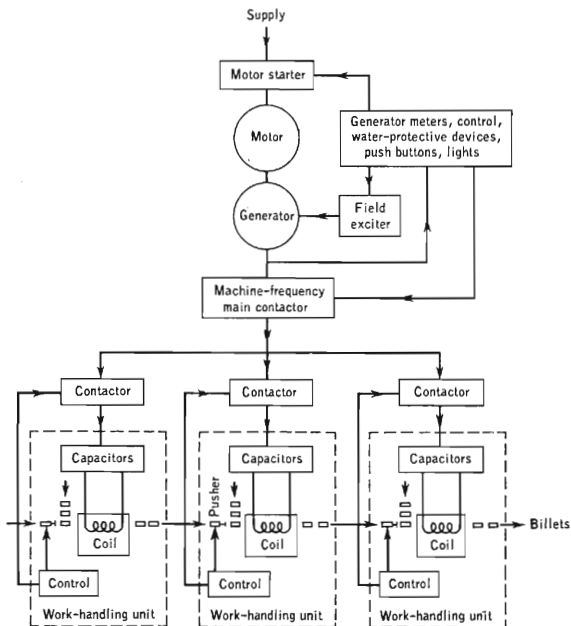 Supply
Motor starter
Motor
Generator meters, control,
water-protective devices,
push buttons, lights
Generator
Field
exciter
Machine-frequency
main contactor
Contactor
Contactor
Contactor
Capacitors
Capacitors
Capacitors
Pusher
Coil
Coil
Coil
Billets
Control
Control
Control
Work-handling unit
Work-handling unit
Work-handling unit